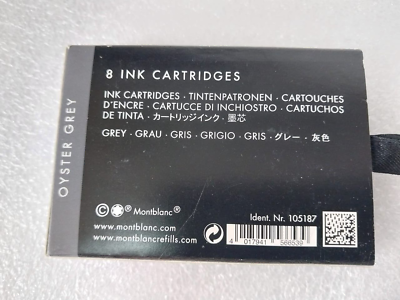 8 INK CARTRIDGES
INK CARTRIDGES · TINTENPATRONEN · CARTOUCHES
D'ENCRE · CARTUCCE DI INCHIOSTRO · CARTUCHOS
DE TINTA · カートリッジインク · 墨芯
GREY · GRAU · GRIS · GRIGIO · GRIS · グレー · 灰色
OYSTER GREY
© Montblanc®
www.montblanc.com
www.montblancrefills.com
Ident. Nr. 105187
4 017941 566539